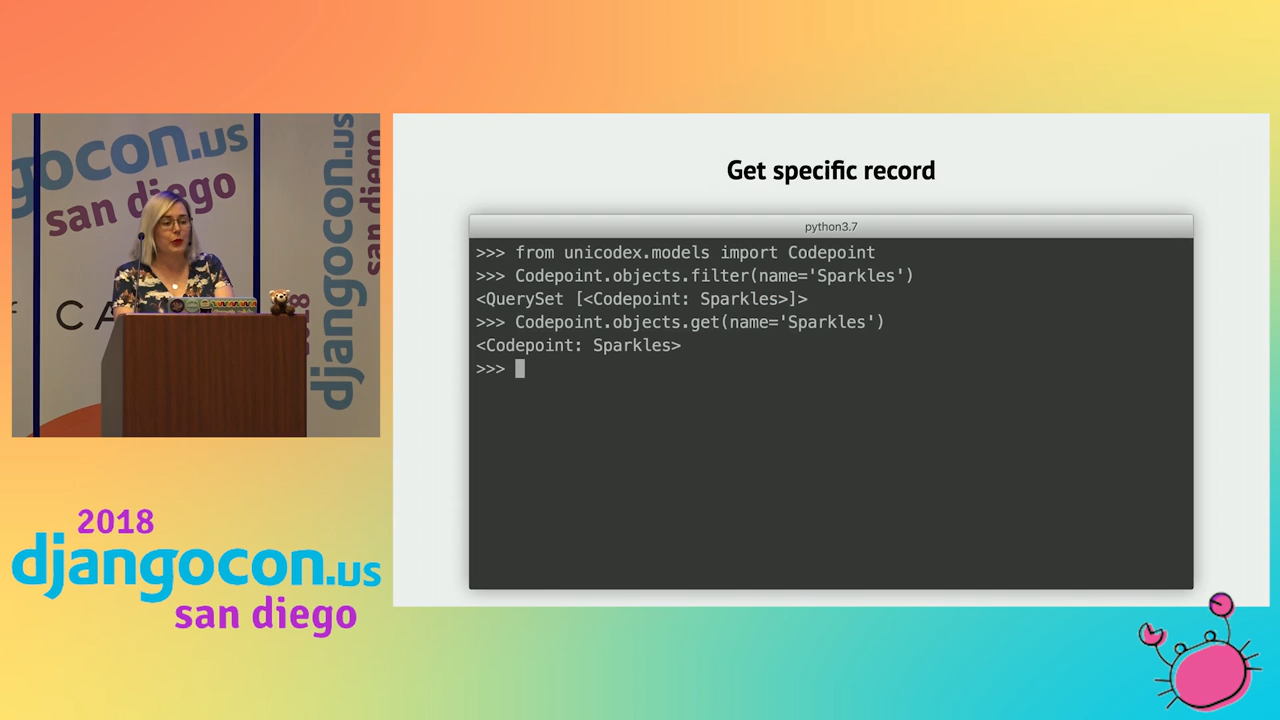 djangocon.us
san diego
djangocon.us
san diego
CA
2018
djangocon.us
san diego
Get specific record
python3.7
>>> from unicodex.models import Codepoint
>>> Codepoint.objects.filter(name='Sparkles')
<QuerySet [<Codepoint: Sparkles>]>
>>> Codepoint.objects.get(name='Sparkles')
<Codepoint: Sparkles>
>>>